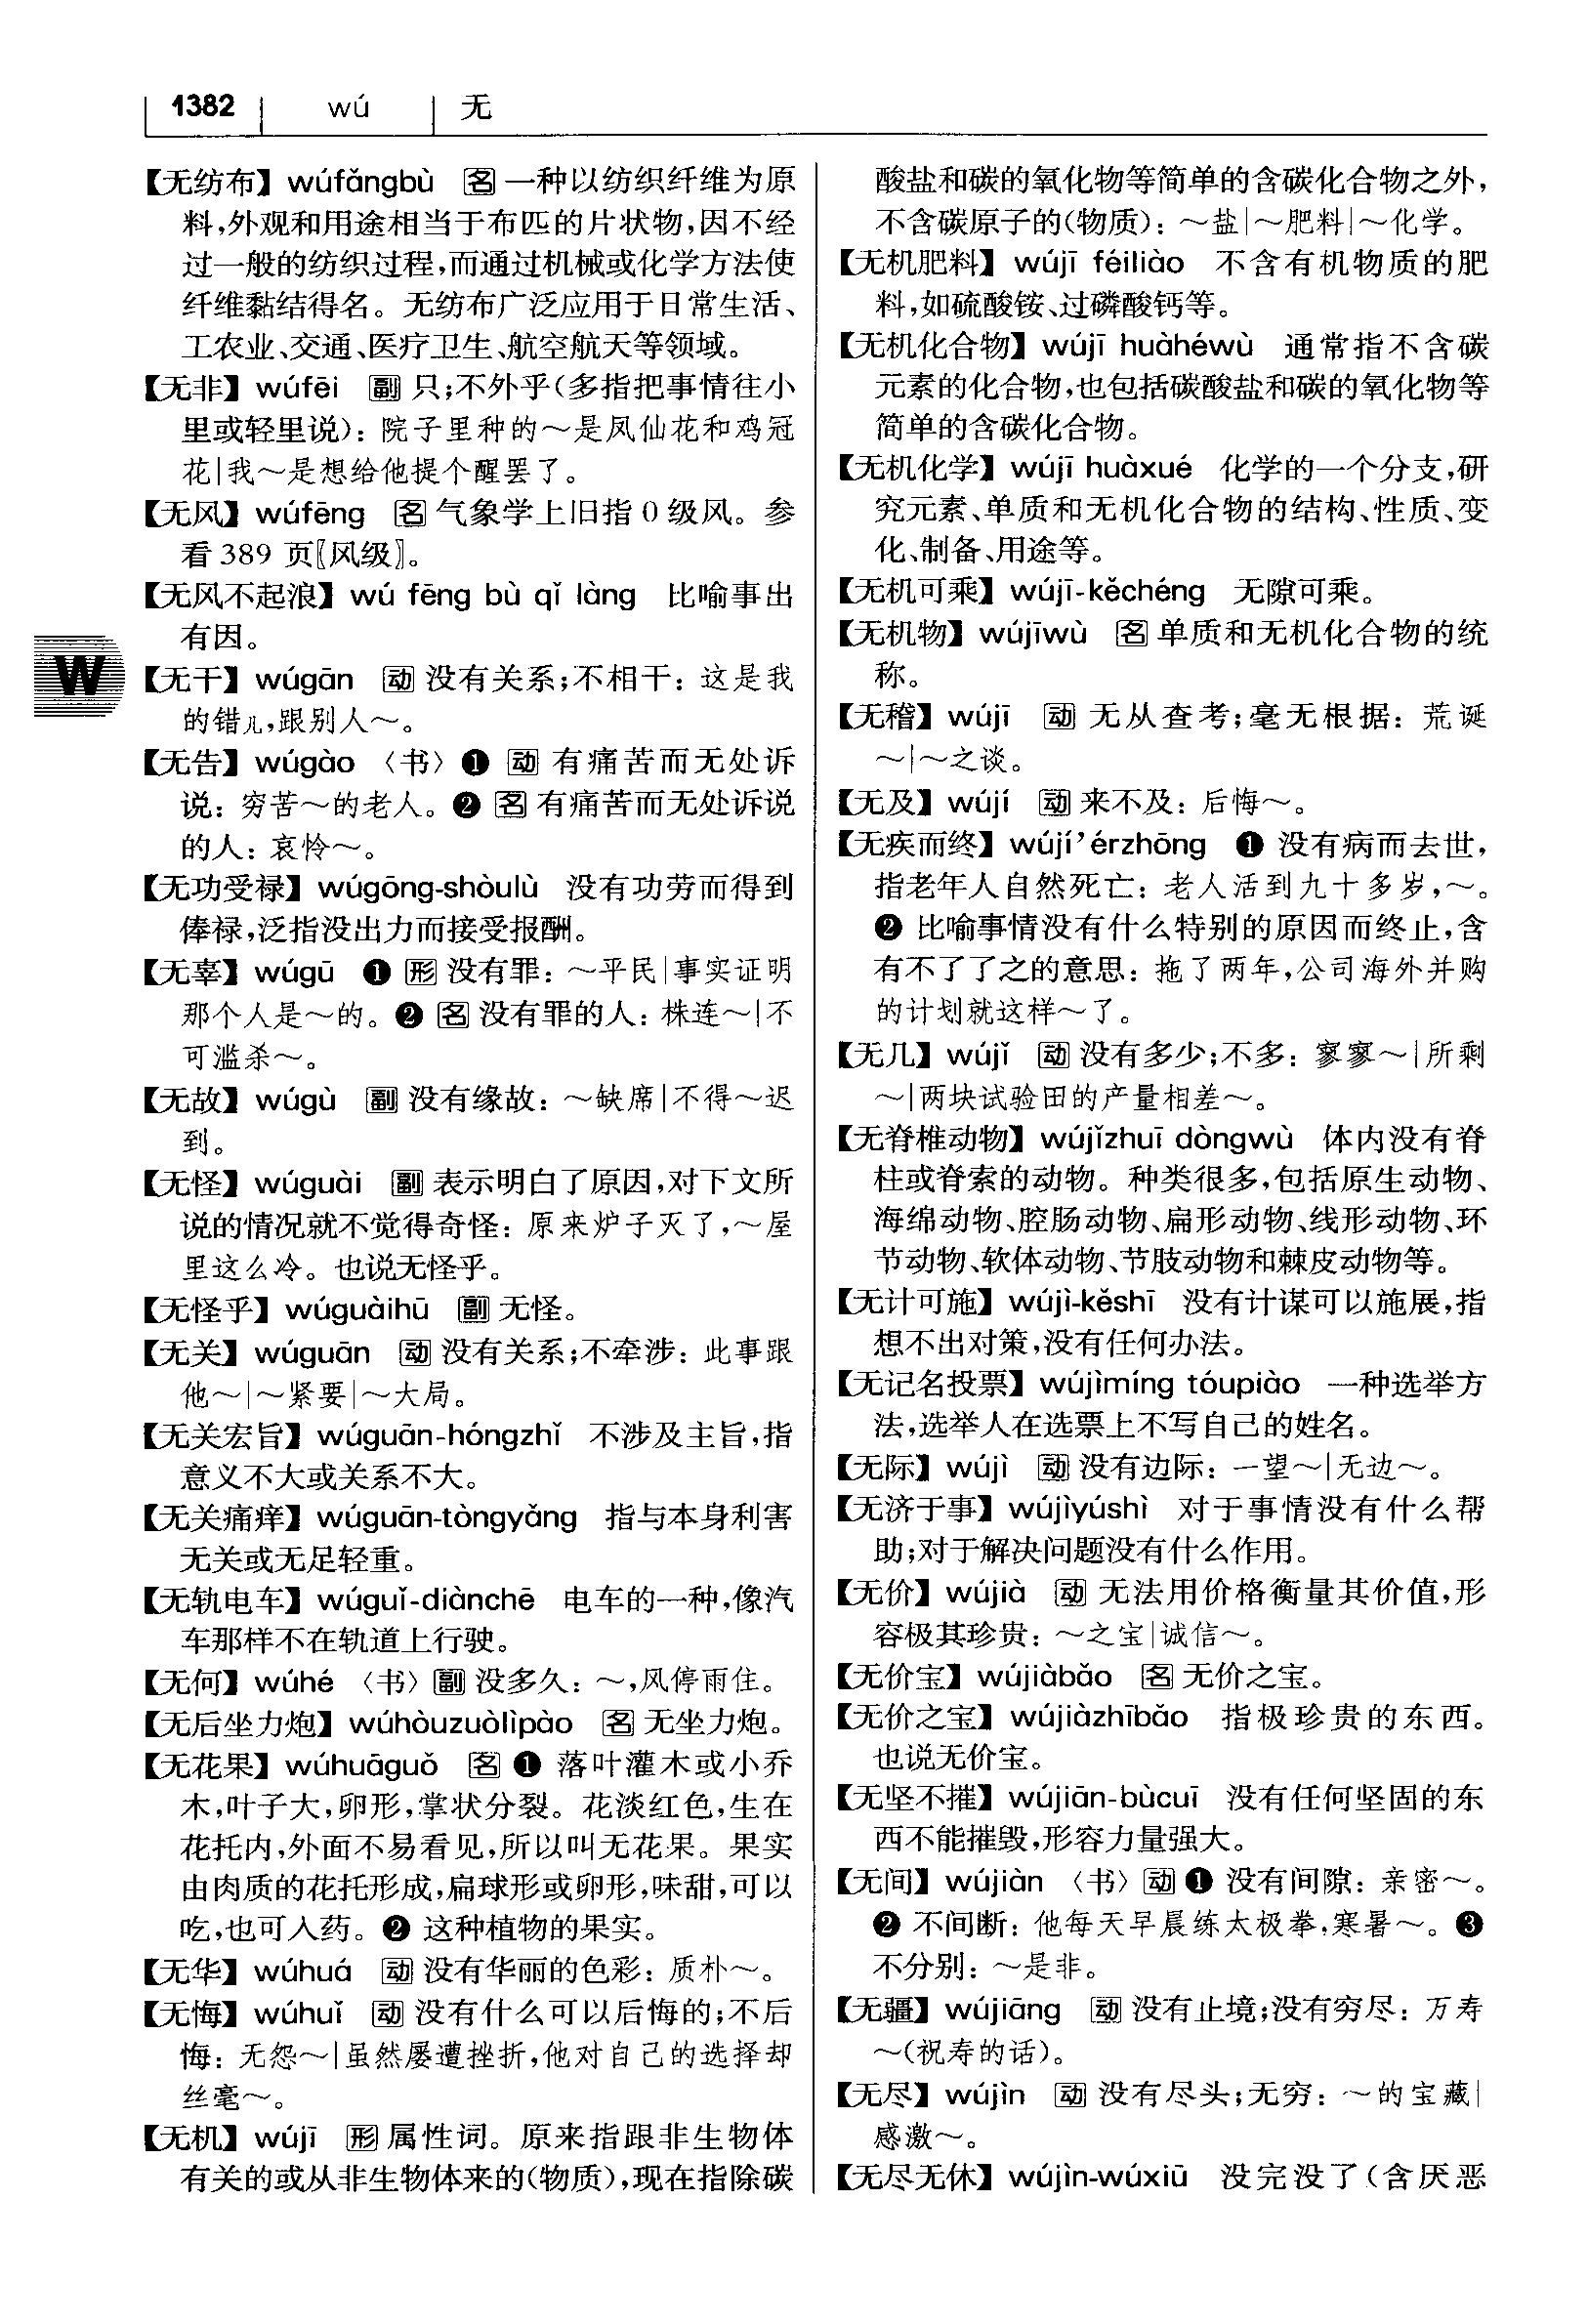 1382 wú 无
【无纺布】 wúfǎngbù 名 一种以纺织纤维为原
料,外观和用途相当于布匹的片状物,因不经
过一般的纺织过程,而通过机械或化学方法使
纤维黏结得名。无纺布广泛应用于日常生活、
工农业、交通、医疗卫生、航空航天等领域。
【无非】 wúfēi 副 只;不外乎(多指把事情往小
里或轻里说):院子里种的～是凤仙花和鸡冠
花|我～是想给他提个醒罢了。
【无风】 wúfēng 名 气象学上旧指0级风。参
看389页〖风级〗。
【无风不起浪】 wú fēng bù qǐ làng 比喻事出
有因。
W
【无干】 wúgān 动 没有关系;不相干:这是我
的错儿,跟别人～。
【无告】 wúgào 〈书〉❶ 动 有痛苦而无处诉
说:穷苦～的老人。❷ 名 有痛苦而无处诉说
的人:哀怜～。
【无功受禄】 wúgōng-shòulù 没有功劳而得到
俸禄,泛指没出力而接受报酬。
【无辜】 wúgū ❶ 形 没有罪:～平民|事实证明
那个人是～的。❷ 名 没有罪的人:株连～|不
可滥杀～。
【无故】 wúgù 副 没有缘故:～缺席|不得～迟
到。
【无怪】 wúguài 副 表示明白了原因,对下文所
说的情况就不觉得奇怪:原来炉子灭了,～屋
里这么冷。也说无怪乎。
【无怪乎】 wúguàihū 副 无怪。
【无关】 wúguān 动 没有关系;不牵涉:此事跟
他～|～紧要|～大局。
【无关宏旨】 wúguān-hóngzhǐ 不涉及主旨,指
意义不大或关系不大。
【无关痛痒】 wúguān-tòngyǎng 指与本身利害
无关或无足轻重。
【无轨电车】 wúguǐ-diànchē 电车的一种,像汽
车那样不在轨道上行驶。
【无何】 wúhé 〈书〉副 没多久:～,风停雨住。
【无后坐力炮】 wúhòuzuòlìpào 名 无坐力炮。
【无花果】 wúhuāguǒ 名 ❶ 落叶灌木或小乔
木,叶子大,卵形,掌状分裂。花淡红色,生在
花托内,外面不易看见,所以叫无花果。果实
由肉质的花托形成,扁球形或卵形,味甜,可以
吃,也可入药。❷ 这种植物的果实。
【无华】 wúhuá 动 没有华丽的色彩:质朴～。
【无悔】 wúhuǐ 动 没有什么可以后悔的;不后
悔:无怨～|虽然屡遭挫折,他对自己的选择却
丝毫～。
【无机】 wújī 形 属性词。原来指跟非生物体
有关的或从非生物体来的(物质),现在指除碳
酸盐和碳的氧化物等简单的含碳化合物之外,
不含碳原子的(物质):～盐|～肥料|～化学。
【无机肥料】 wújī féiliào 不含有机物质的肥
料,如硫酸铵、过磷酸钙等。
【无机化合物】 wújī huàhéwù 通常指不含碳
元素的化合物,也包括碳酸盐和碳的氧化物等
简单的含碳化合物。
【无机化学】 wújī huàxué 化学的一个分支,研
究元素、单质和无机化合物的结构、性质、变
化、制备、用途等。
【无机可乘】 wújī-kěchéng 无隙可乘。
【无机物】 wújīwù 名 单质和无机化合物的统
称。
【无稽】 wújī 动 无从查考;毫无根据:荒诞
～|～之谈。
【无及】 wújí 动 来不及:后悔～。
【无疾而终】 wújí’érzhōng ❶ 没有病而去世,
指老年人自然死亡:老人活到九十多岁,～。
❷ 比喻事情没有什么特别的原因而终止,含
有不了了之的意思:拖了两年,公司海外并购
的计划就这样～了。
【无几】 wújǐ 动 没有多少;不多:寥寥～|所剩
～|两块试验田的产量相差～。
【无脊椎动物】 wújǐzhuī dòngwù 体内没有脊
柱或脊索的动物。种类很多,包括原生动物、
海绵动物、腔肠动物、扁形动物、线形动物、环
节动物、软体动物、节肢动物和棘皮动物等。
【无计可施】 wújì-kěshī 没有计谋可以施展,指
想不出对策,没有任何办法。
【无记名投票】 wújìmíng tóupiào 一种选举方
法,选举人在选票上不写自己的姓名。
【无际】 wújì 动 没有边际:一望～|无边～。
【无济于事】 wújìyúshì 对于事情没有什么帮
助;对于解决问题没有什么作用。
【无价】 wújià 动 无法用价格衡量其价值,形
容极其珍贵:～之宝|诚信～。
【无价宝】 wújiàbǎo 名 无价之宝。
【无价之宝】 wújiàzhībǎo 指极珍贵的东西。
也说无价宝。
【无坚不摧】 wújiān-bùcuī 没有任何坚固的东
西不能摧毁,形容力量强大。
【无间】 wújiàn 〈书〉动 ❶ 没有间隙:亲密～。
❷ 不间断:他每天早晨练太极拳,寒暑～。❸
不分别:～是非。
【无疆】 wújiāng 动 没有止境;没有穷尽:万寿
～(祝寿的话)。
【无尽】 wújìn 动 没有尽头;无穷:～的宝藏|
感激～。
【无尽无休】 wújìn-wúxiū 没完没了(含厌恶